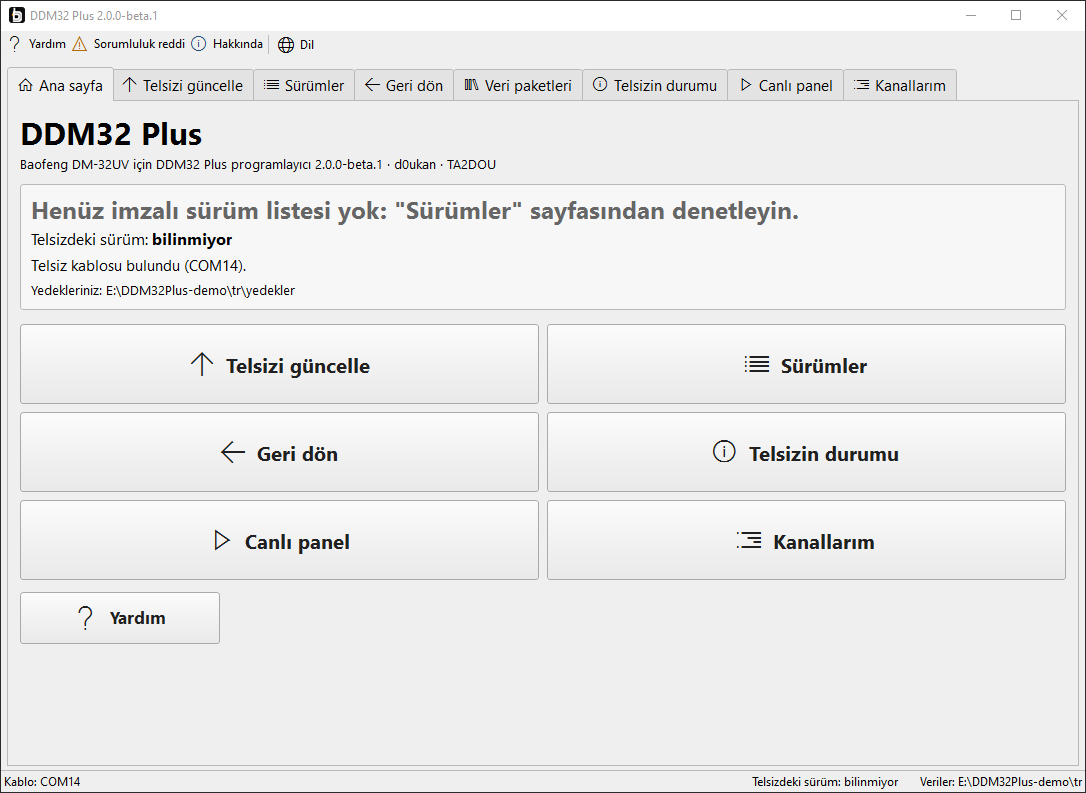 DDM32 Plus 2.0.0-beta.1
Yardım Sorumluluk reddi Hakkında Dil
Ana sayfa Telsizi güncelle Sürümler Geri dön Veri paketleri Telsizin durumu Canlı panel Kanallarım
DDM32 Plus
Baofeng DM-32UV için DDM32 Plus programlayıcı 2.0.0-beta.1 · d0ukan · TA2DOU
Henüz imzalı sürüm listesi yok: "Sürümler" sayfasından denetleyin.
Telsizdeki sürüm: bilinmiyor
Telsiz kablosu bulundu (COM14).
Yedekleriniz: E:\DDM32Plus-demo\tr\yedekler
Telsizi güncelle Sürümler
Geri dön Telsizin durumu
Canlı panel Kanallarım
Yardım
Kablo: COM14 Telsizdeki sürüm: bilinmiyor Veriler: E:\DDM32Plus-demo\tr